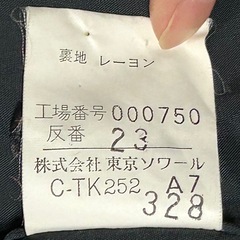 裏地 レーヨン
工場番号 000750
反番 23
株式会社 東京ソワール
C-TK252 A7
328